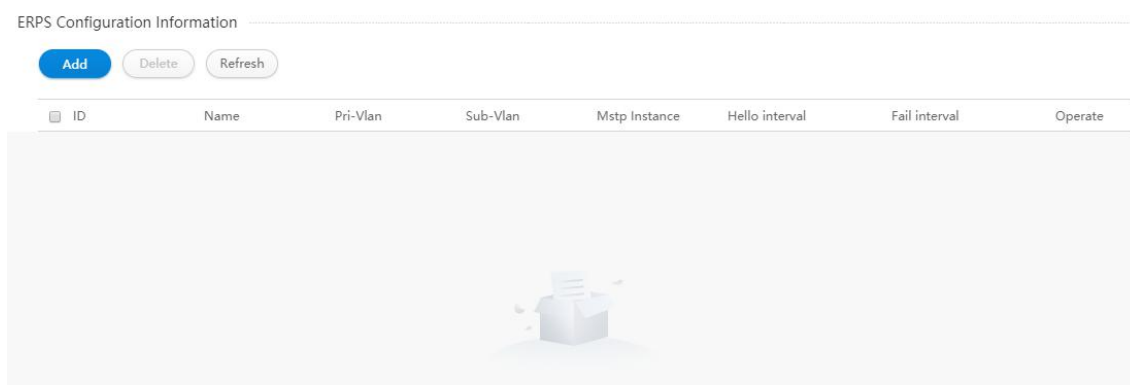 ERPS Configuration Information
Add Delete Refresh
ID Name Pri-Vlan Sub-Vlan Mstp Instance Hello interval Fail interval Operate